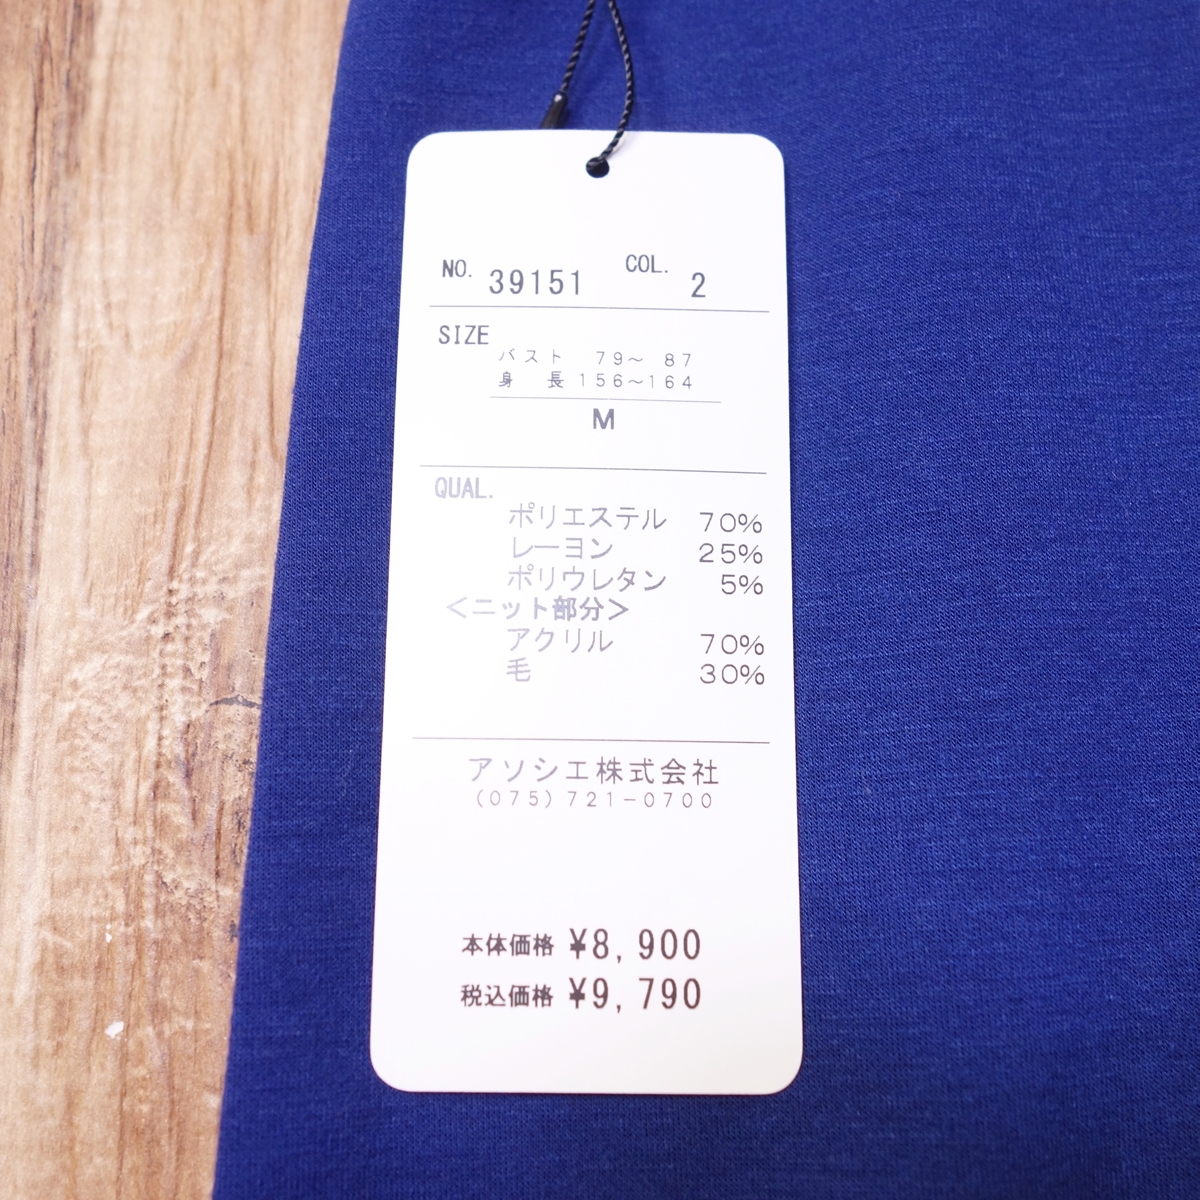 NO. 39151 COL. 2
SIZE
バスト 79〜 87
身 長 156〜164
M
QUAL.
ポリエステル 70%
レーヨン 25%
ポリウレタン 5%
＜ニット部分＞
アクリル 70%
毛 30%
アソシエ株式会社
(075)721-0700
本体価格 ¥8,900
税込価格 ¥9,790